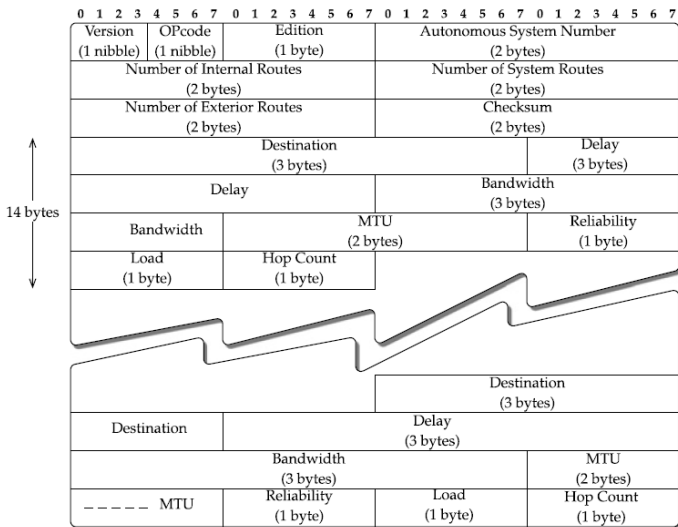 0 1 2 3 4 5 6 7 0 1 2 3 4 5 6 7 0 1 2 3 4 5 6 7 0 1 2 3 4 5 6 7
Version OPcode Edition Autonomous System Number
(1 nibble) (1 nibble) (1 byte) (2 bytes)
Number of Internal Routes Number of System Routes
(2 bytes) (2 bytes)
Number of Exterior Routes Checksum
(2 bytes) (2 bytes)
Destination Delay
(3 bytes) (3 bytes)
Delay Bandwidth
(3 bytes)
14 bytes
Bandwidth MTU Reliability
(2 bytes) (1 byte)
Load Hop Count
(1 byte) (1 byte)
Destination
(3 bytes)
Destination Delay
(3 bytes)
Bandwidth MTU
(3 bytes) (2 bytes)
MTU Reliability Load Hop Count
(1 byte) (1 byte) (1 byte)